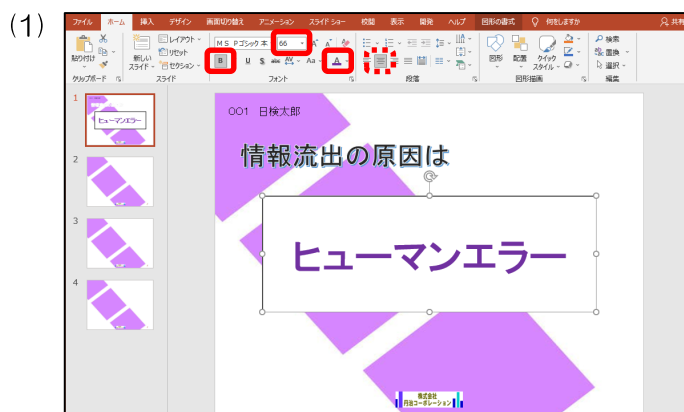 (1)
ファイル ホーム 挿入 デザイン 画面切り替え アニメーション スライド ショー 校閲 表示 開発 ヘルプ 図形の書式 何をしますか 共有
貼り付け
新しい
スライド
レイアウト
リセット
セクション
ＭＳ Ｐゴシック 本 66 A A
B U S abc AV Aa A
図形 配置 クイック
スタイル
検索
置換
選択
クリップボード スライド フォント 段落 図形描画 編集
1
ヒューマンエラー
2
3
4
001 日検太郎
情報流出の原因は
ヒューマンエラー
株式会社
丹治コーポレーション